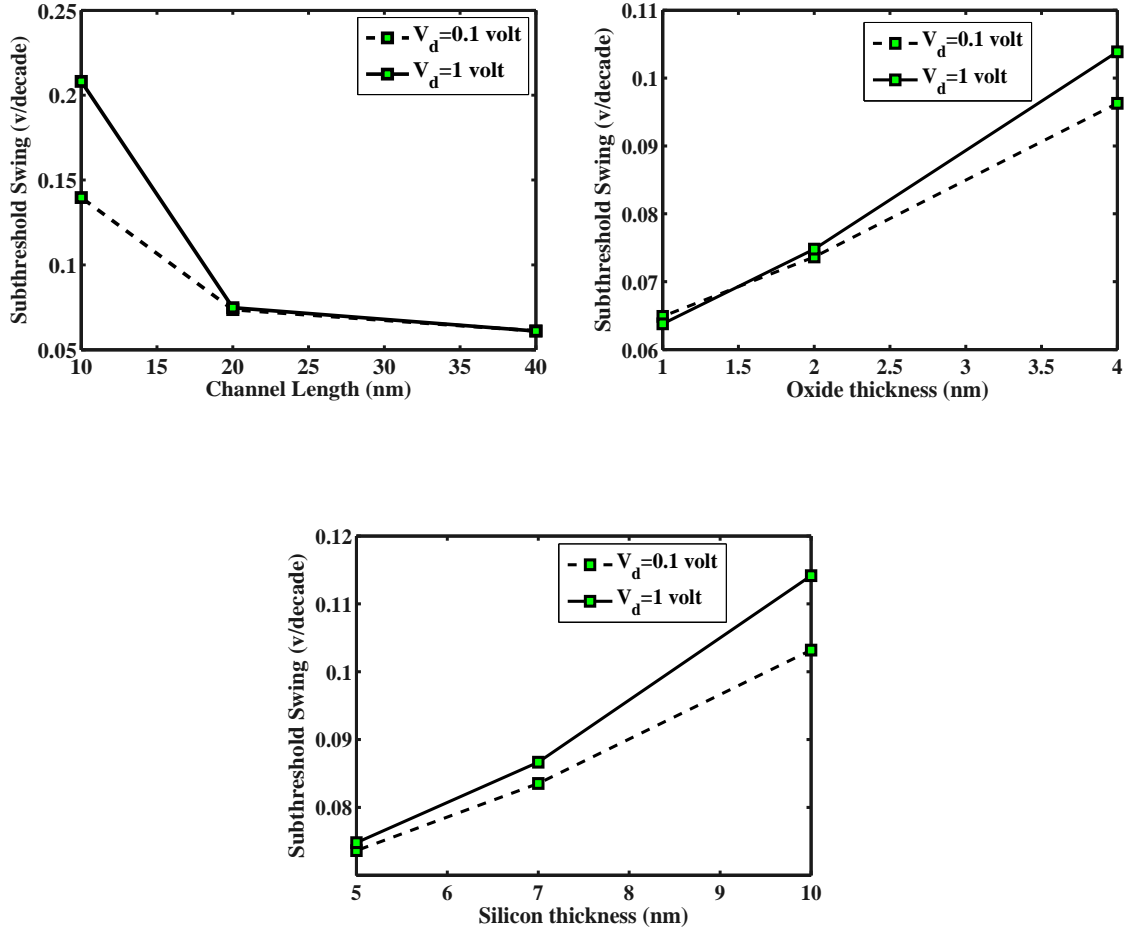 0.25
0.2
0.15
0.1
0.05
Subthreshold Swing (v/decade)
V_d=0.1 volt
V_d=1 volt
10 15 20 25 30 35 40
Channel Length (nm)
0.11
0.1
0.09
0.08
0.07
0.06
Subthreshold Swing (v/decade)
V_d=0.1 volt
V_d=1 volt
1 1.5 2 2.5 3 3.5 4
Oxide thickness (nm)
0.12
0.11
0.1
0.09
0.08
Subthreshold Swing (v/decade)
V_d=0.1 volt
V_d=1 volt
5 6 7 8 9 10
Silicon thickness (nm)